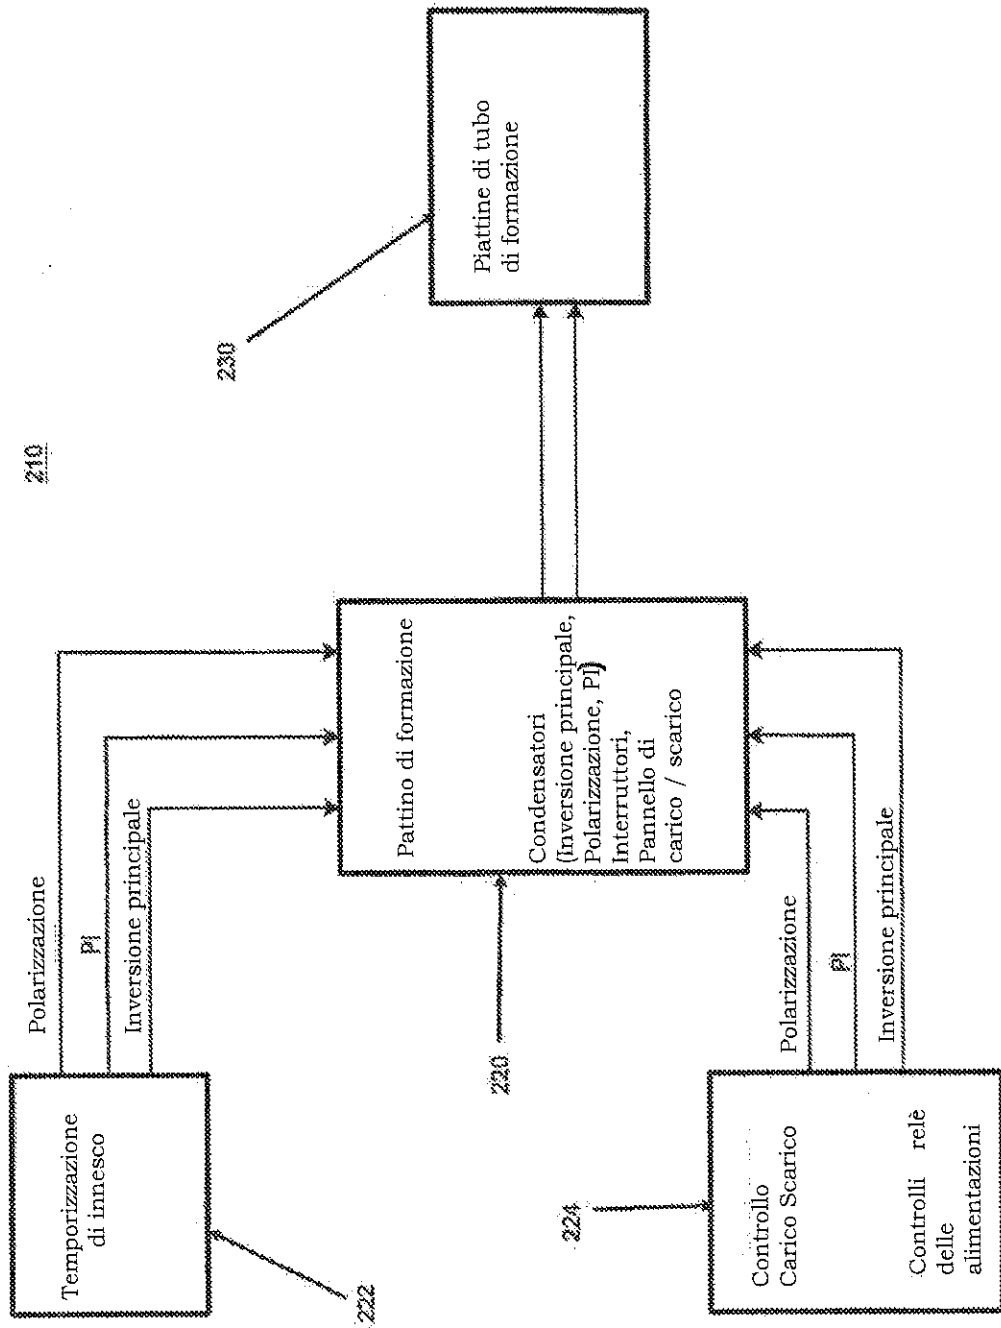 210
Temporizzazione
di innesco
222
Polarizzazione
PI
Inversione principale
Pattino di formazione
Condensatori
(Inversione principale,
Polarizzazione, PI)
Interruttori,
Pannello di
carico / scarico
220
Piattine di tubo
di formazione
230
Controllo
Carico Scarico
Controlli relè
delle
alimentazioni
224
Polarizzazione
PI
Inversione principale